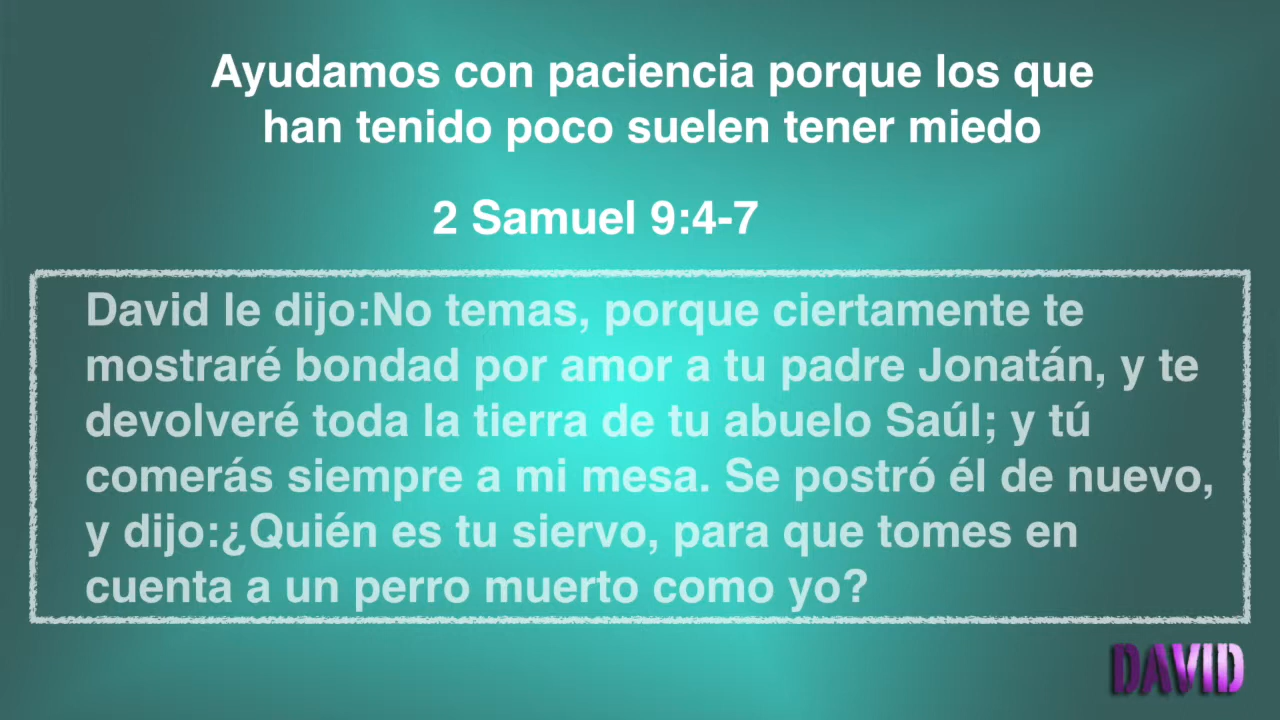 Ayudamos con paciencia porque los que
han tenido poco suelen tener miedo
2 Samuel 9:4-7
David le dijo:No temas, porque ciertamente te
mostraré bondad por amor a tu padre Jonatán, y te
devolveré toda la tierra de tu abuelo Saúl; y tú
comerás siempre a mi mesa. Se postró él de nuevo,
y dijo:¿Quién es tu siervo, para que tomes en
cuenta a un perro muerto como yo?
DAVID